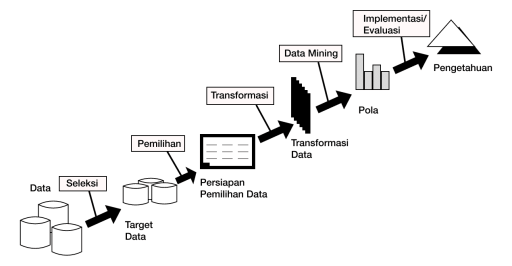 Data
Seleksi
Target
Data
Pemilihan
Persiapan
Pemilihan Data
Transformasi
Transformasi
Data
Data Mining
Pola
Implementasi/
Evaluasi
Pengetahuan